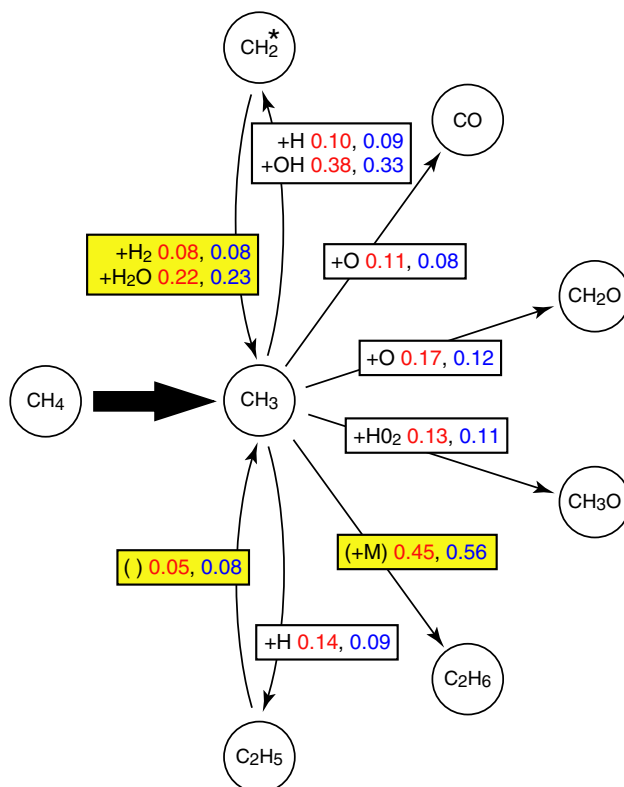 CH2*
CO
+H 0.10, 0.09
+OH 0.38, 0.33
+H2 0.08, 0.08
+H2O 0.22, 0.23
+O 0.11, 0.08
CH2O
+O 0.17, 0.12
CH4
CH3
+H02 0.13, 0.11
CH3O
( ) 0.05, 0.08
(+M) 0.45, 0.56
+H 0.14, 0.09
C2H6
C2H5